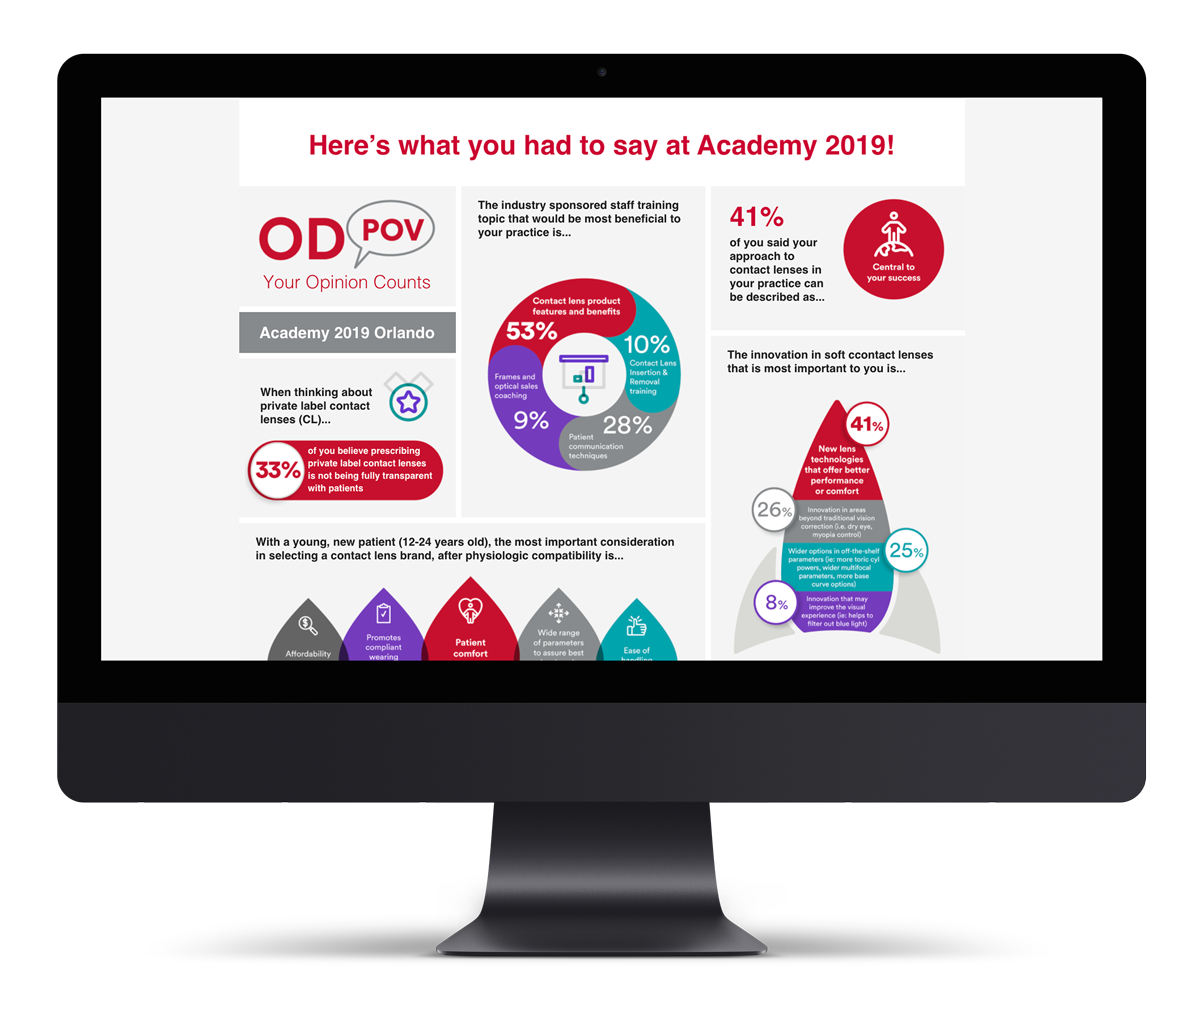 Here's what you had to say at Academy 2019!
OD POV
Your Opinion Counts
Academy 2019 Orlando
When thinking about
private label contact
lenses (CL)...
33%
of you believe prescribing
private label contact lenses
is not being fully transparent
with patients
The industry sponsored staff training
topic that would be most beneficial to
your practice is...
Contact lens product
features and benefits
53%
10%
Contact Lens
Insertion &
Removal
training
Frames and
optical sales
coaching
9%
28%
Patient
communication
techniques
41%
of you said your
approach to
contact lenses in
your practice can
be described as...
Central to
your success
The innovation in soft ccontact lenses
that is most important to you is...
41%
New lens
technologies
that offer better
performance
or comfort
26%
Innovation in areas
beyond traditional vision
correction (i.e. dry eye,
myopia control)
25%
Wider options in off-the-shelf
parameters (ie: more toric cyl
powers, wider multifocal
parameters, more base
curve options)
8%
Innovation that may
improve the visual
experience (ie: helps to
filter out blue light)
With a young, new patient (12-24 years old), the most important consideration
in selecting a contact lens brand, after physiologic compatibility is...
Affordability
Promotes
compliant
wearing
Patient
comfort
Wide range
of parameters
to assure best
Ease of